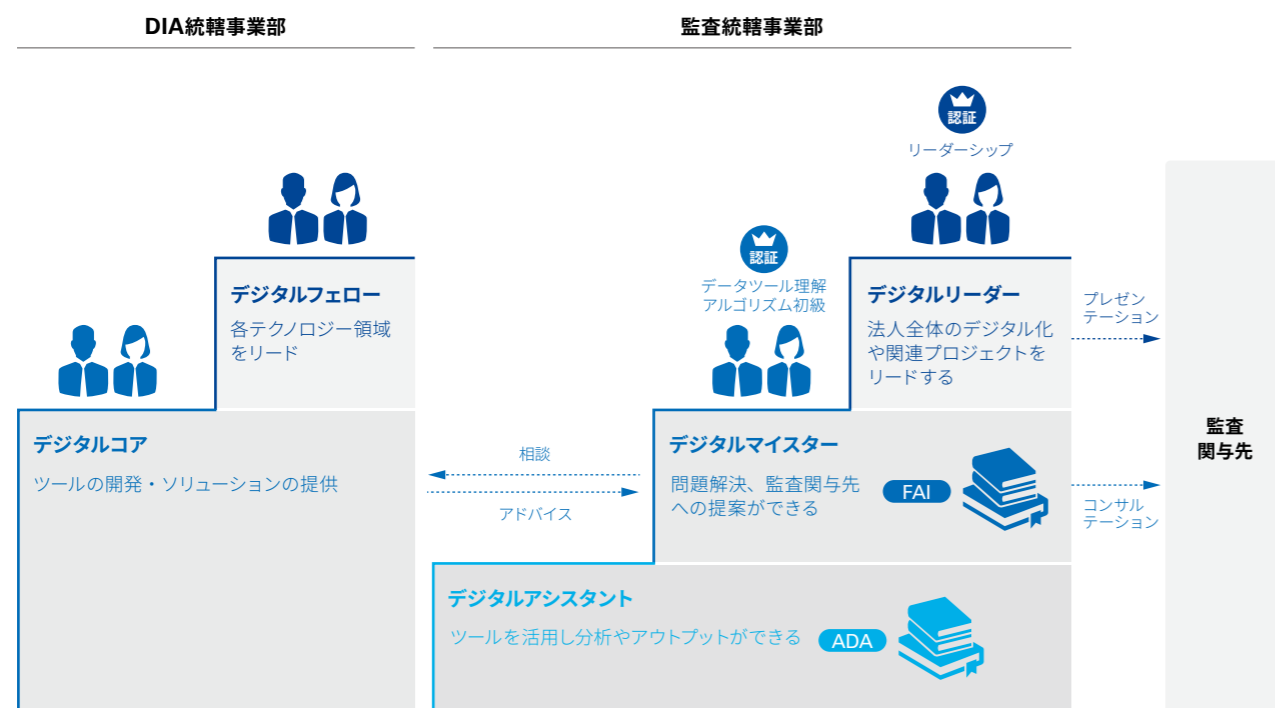 DIA統轄事業部
監査統轄事業部
認証
リーダーシップ
認証
データツール理解
アルゴリズム初級
デジタルフェロー
各テクノロジー領域
をリード
デジタルリーダー
法人全体のデジタル化
や関連プロジェクトを
リードする
プレゼン
テーション
デジタルコア
ツールの開発・ソリューションの提供
相談
アドバイス
デジタルマイスター
問題解決、監査関与先
への提案ができる
FAI
コンサル
テーション
監査
関与先
デジタルアシスタント
ツールを活用し分析やアウトプットができる
ADA